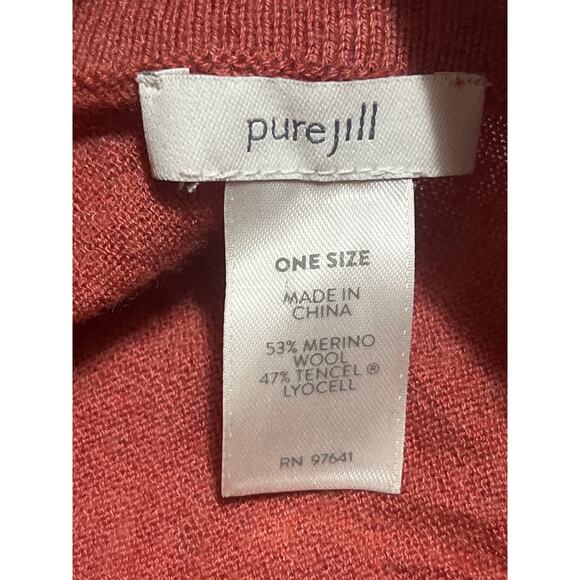 purejill
ONE SIZE
MADE IN
CHINA
53% MERINO
WOOL
47% TENCEL ®
LYOCELL
RN 97641